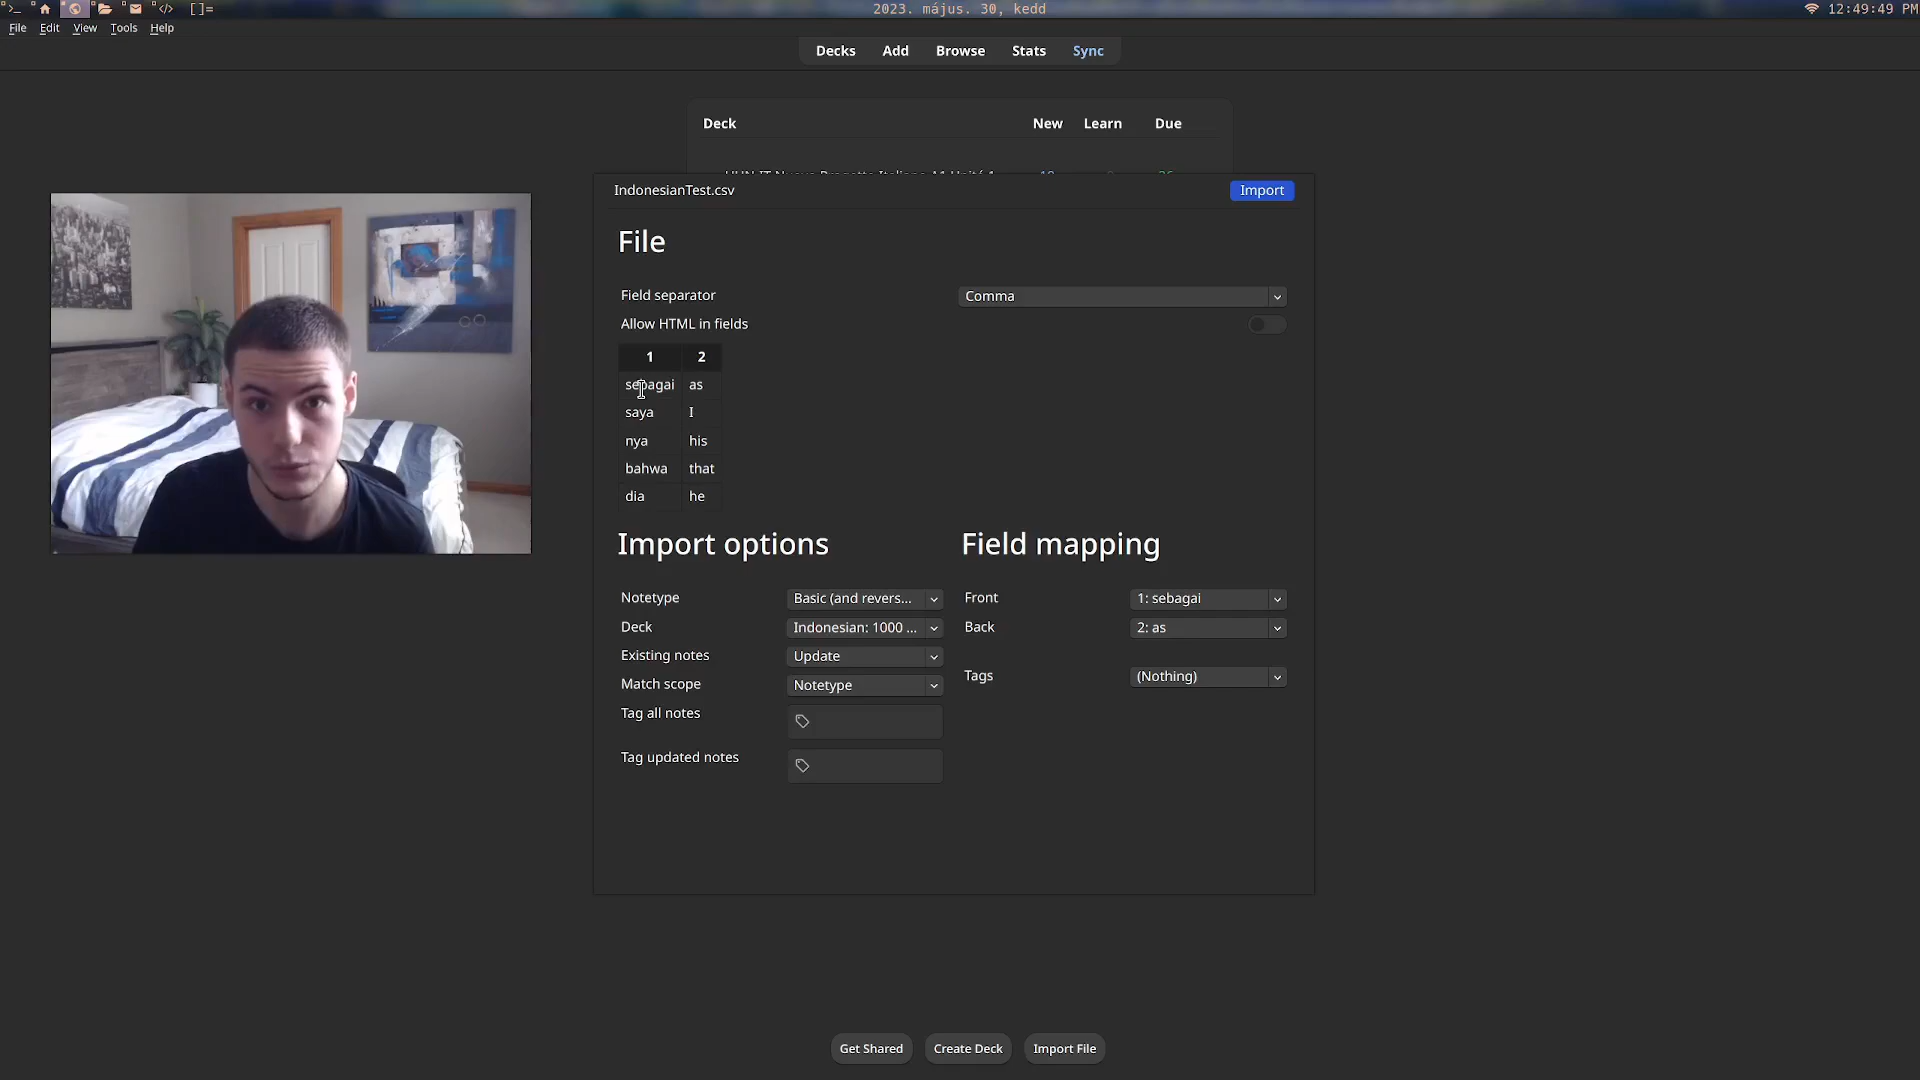 >_ </> []= 2023. május. 30, kedd 12:49:49 PM
File Edit View Tools Help
Decks Add Browse Stats Sync
Deck New Learn Due
IndonesianTest.csv Import
File
Field separator Comma
Allow HTML in fields
1 2
sebagai as
saya I
nya his
bahwa that
dia he
Import options Field mapping
Notetype Basic (and revers... Front 1: sebagai
Deck Indonesian: 1000 ... Back 2: as
Existing notes Update
Match scope Notetype Tags (Nothing)
Tag all notes
Tag updated notes
Get Shared Create Deck Import File